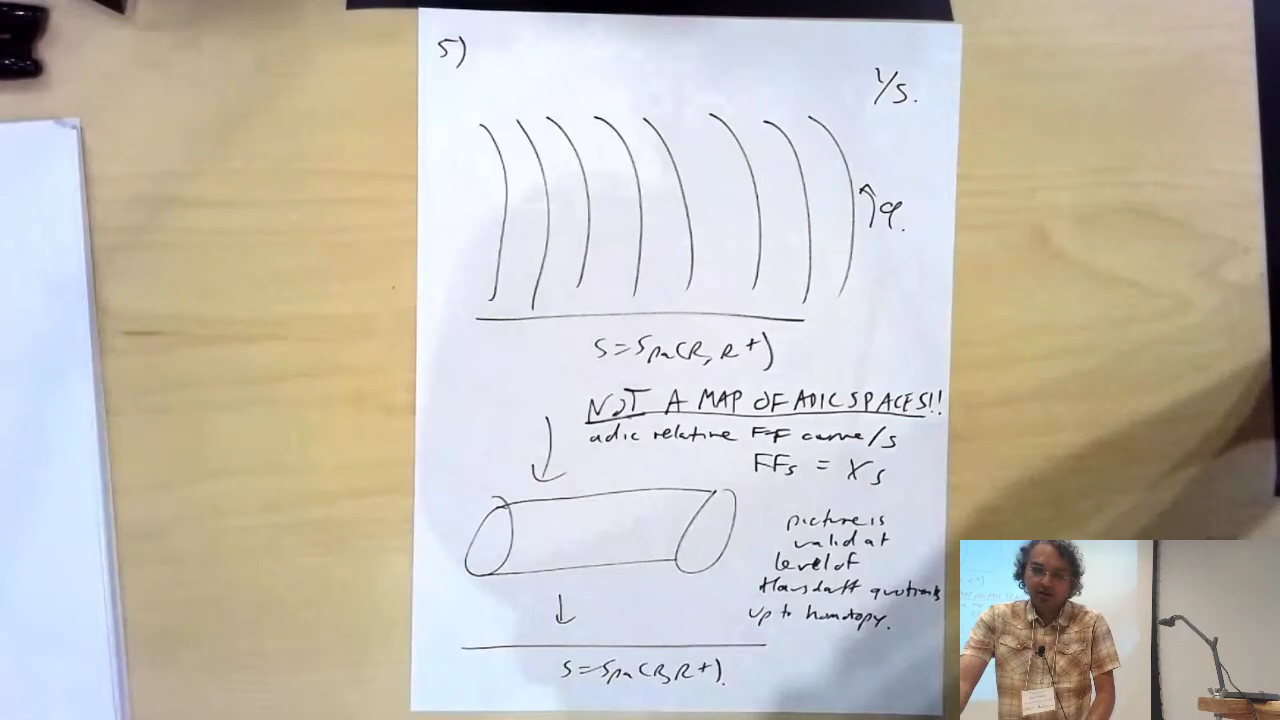 5)
Y/S.
↑φ.
S=Spa(R,R+)
NOT A MAP OF ADIC SPACES!!
adic relative FF curve/S
FF_S = X_S
picture is
valid at
level of
Hausdorff quotients
up to homotopy.
S=Spa(R,R+).